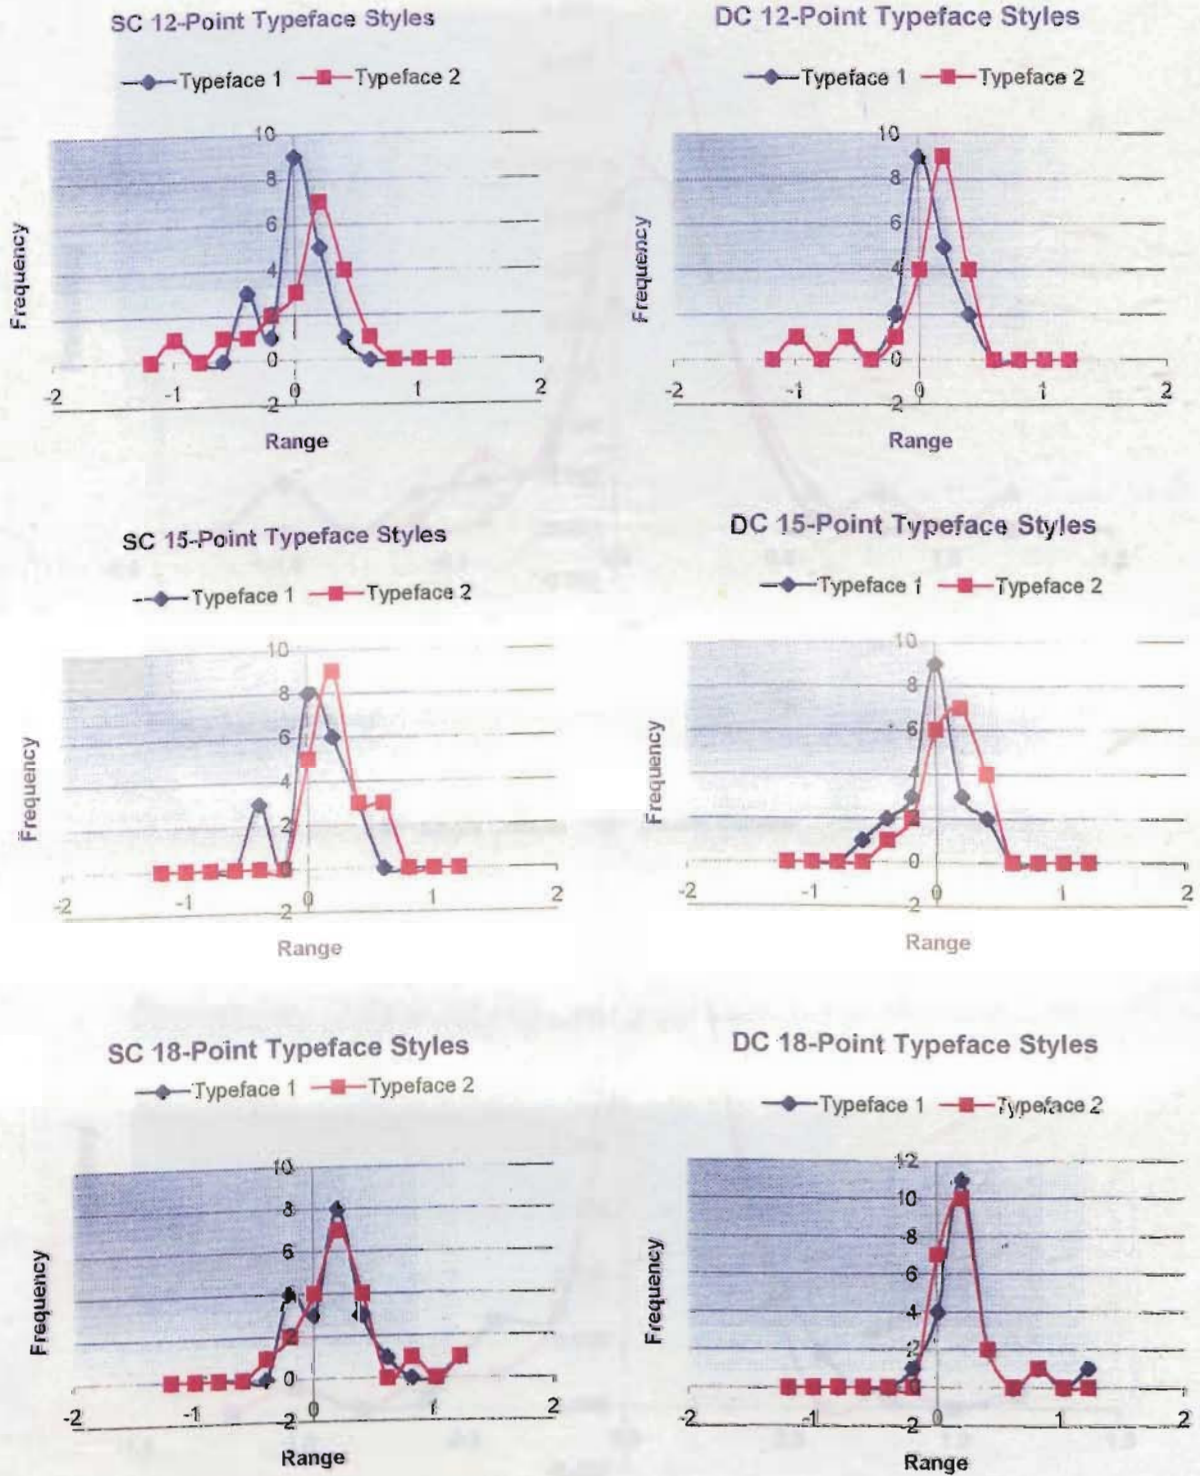 SC 12-Point Typeface Styles
Typeface 1 Typeface 2
10
8
6
4
2
0
-2
-2 -1 0 1 2
Frequency
Range
DC 12-Point Typeface Styles
Typeface 1 Typeface 2
10
8
6
4
2
0
-2
-2 -1 0 1 2
Frequency
Range
SC 15-Point Typeface Styles
Typeface 1 Typeface 2
10
8
6
4
2
0
-2
-2 -1 0 1 2
Frequency
Range
DC 15-Point Typeface Styles
Typeface 1 Typeface 2
10
8
6
4
2
0
-2
-2 -1 0 1 2
Frequency
Range
SC 18-Point Typeface Styles
Typeface 1 Typeface 2
10
8
6
4
0
-2
-2 -1 0 1 2
Frequency
Range
DC 18-Point Typeface Styles
Typeface 1 Typeface 2
12
10
8
6
4
2
0
-2
-2 -1 0 1 2
Frequency
Range